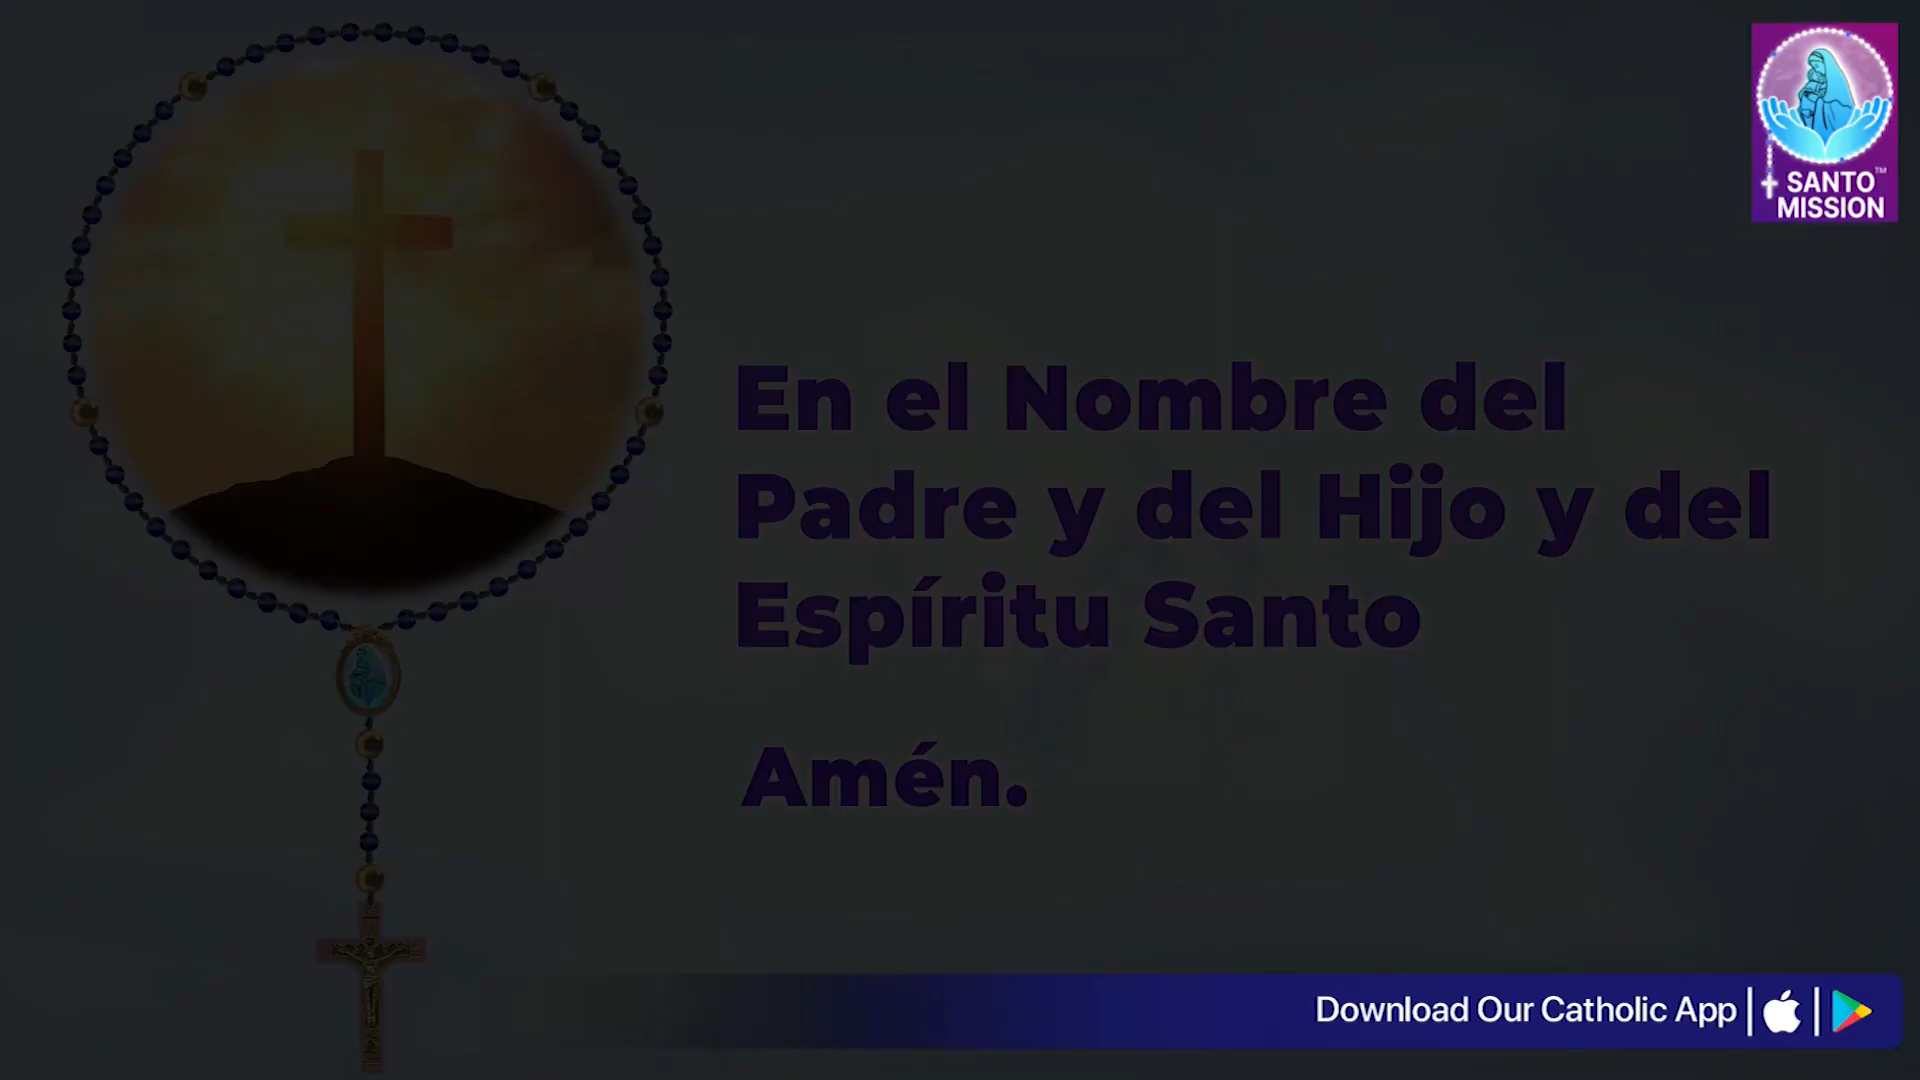 SANTO™
MISSION
En el Nombre del
Padre y del Hijo y del
Espíritu Santo
Amén.
Download Our Catholic App